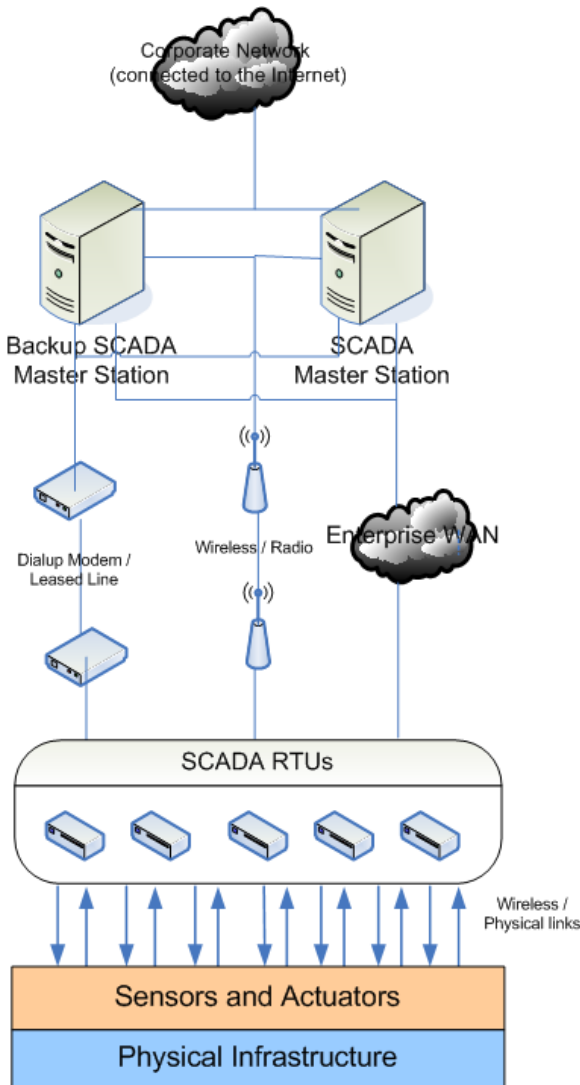 Corporate Network
(connected to the Internet)
Backup SCADA
Master Station
SCADA
Master Station
Dialup Modem /
Leased Line
Wireless / Radio
Enterprise WAN
SCADA RTUs
Wireless /
Physical links
Sensors and Actuators
Physical Infrastructure